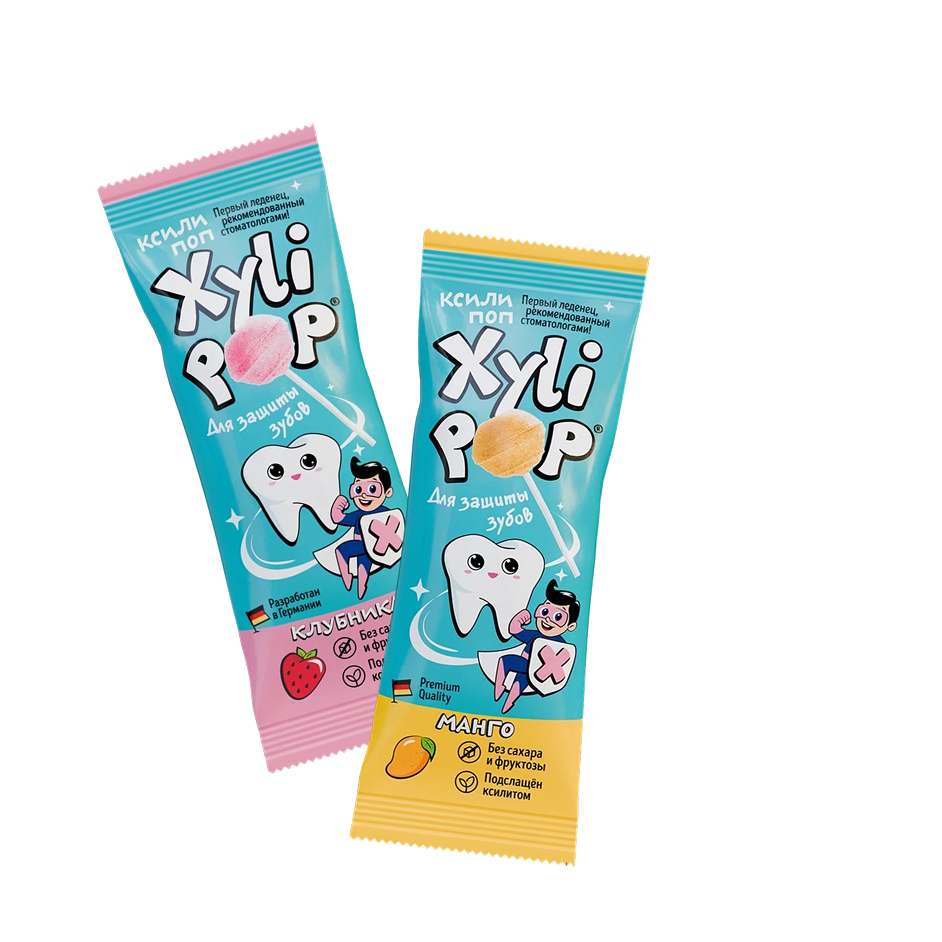 ксили
поп
Первый леденец,
рекомендованный
стоматологами!
Xyli
POP®
Для защиты
зубов
Разработан
в Германии
КЛУБНИКА
Без
и
ксили
поп
Первый леденец,
рекомендованный
стоматологами!
Xyli
POP®
Для защиты
зубов
Premium
Quality
МАНГО
Без сахара
и фруктозы
Подслащён
ксилитом